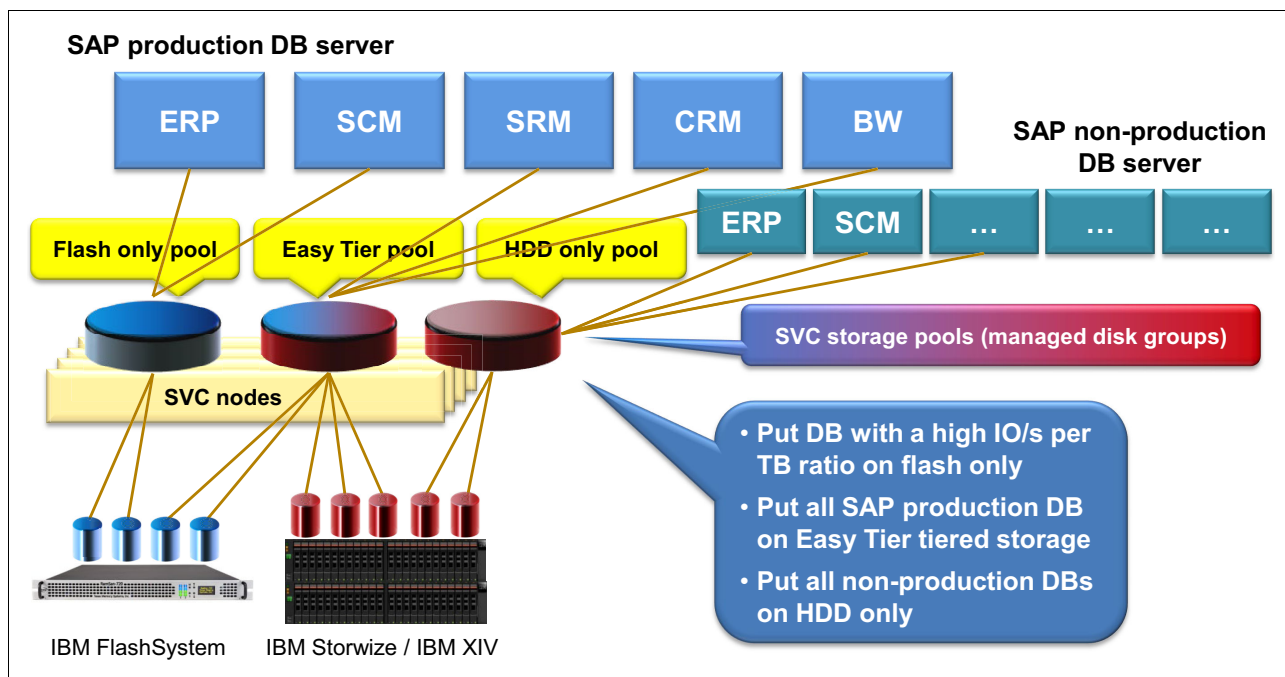 SAP production DB server
ERP
SCM
SRM
CRM
BW
SAP non-production
DB server
ERP
SCM
...
...
...
Flash only pool
Easy Tier pool
HDD only pool
SVC storage pools (managed disk groups)
SVC nodes
• Put DB with a high IO/s per
TB ratio on flash only
• Put all SAP production DB
on Easy Tier tiered storage
• Put all non-production DBs
on HDD only
IBM FlashSystem
IBM Storwize / IBM XIV